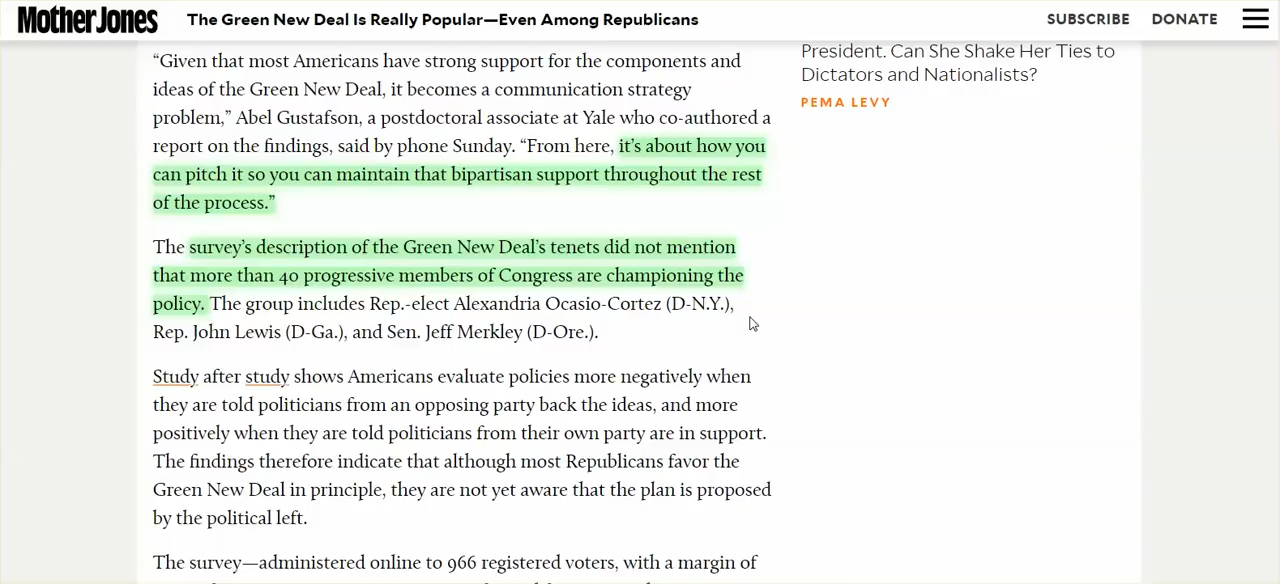 Mother Jones
The Green New Deal Is Really Popular—Even Among Republicans
SUBSCRIBE
DONATE
“Given that most Americans have strong support for the components and
ideas of the Green New Deal, it becomes a communication strategy
problem,” Abel Gustafson, a postdoctoral associate at Yale who co-authored a
report on the findings, said by phone Sunday. “From here, it’s about how you
can pitch it so you can maintain that bipartisan support throughout the rest
of the process.”
The survey’s description of the Green New Deal’s tenets did not mention
that more than 40 progressive members of Congress are championing the
policy. The group includes Rep.-elect Alexandria Ocasio-Cortez (D-N.Y.),
Rep. John Lewis (D-Ga.), and Sen. Jeff Merkley (D-Ore.).
Study after study shows Americans evaluate policies more negatively when
they are told politicians from an opposing party back the ideas, and more
positively when they are told politicians from their own party are in support.
The findings therefore indicate that although most Republicans favor the
Green New Deal in principle, they are not yet aware that the plan is proposed
by the political left.
The survey—administered online to 966 registered voters, with a margin of
President. Can She Shake Her Ties to
Dictators and Nationalists?
PEMA LEVY